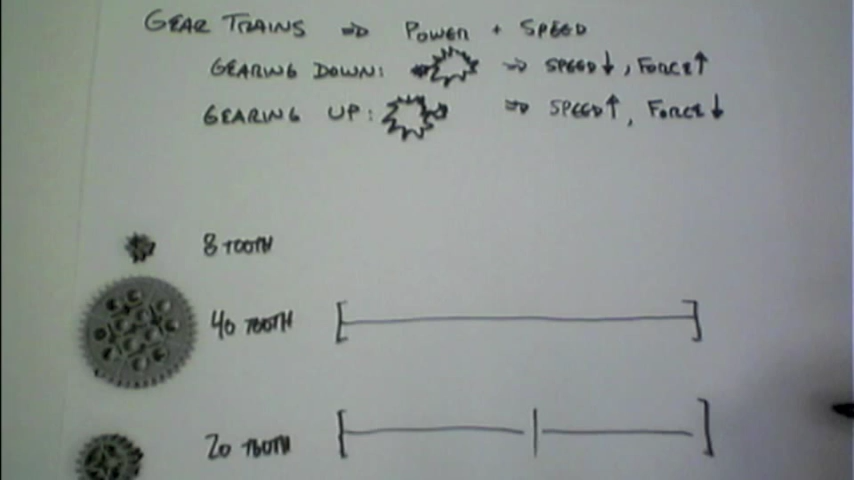 GEAR TRAINS ⇒ POWER + SPEED
GEARING DOWN: ⇒ SPEED↓, FORCE↑
GEARING UP: ⇒ SPEED↑, FORCE↓
8 TOOTH
40 TOOTH
20 TOOTH